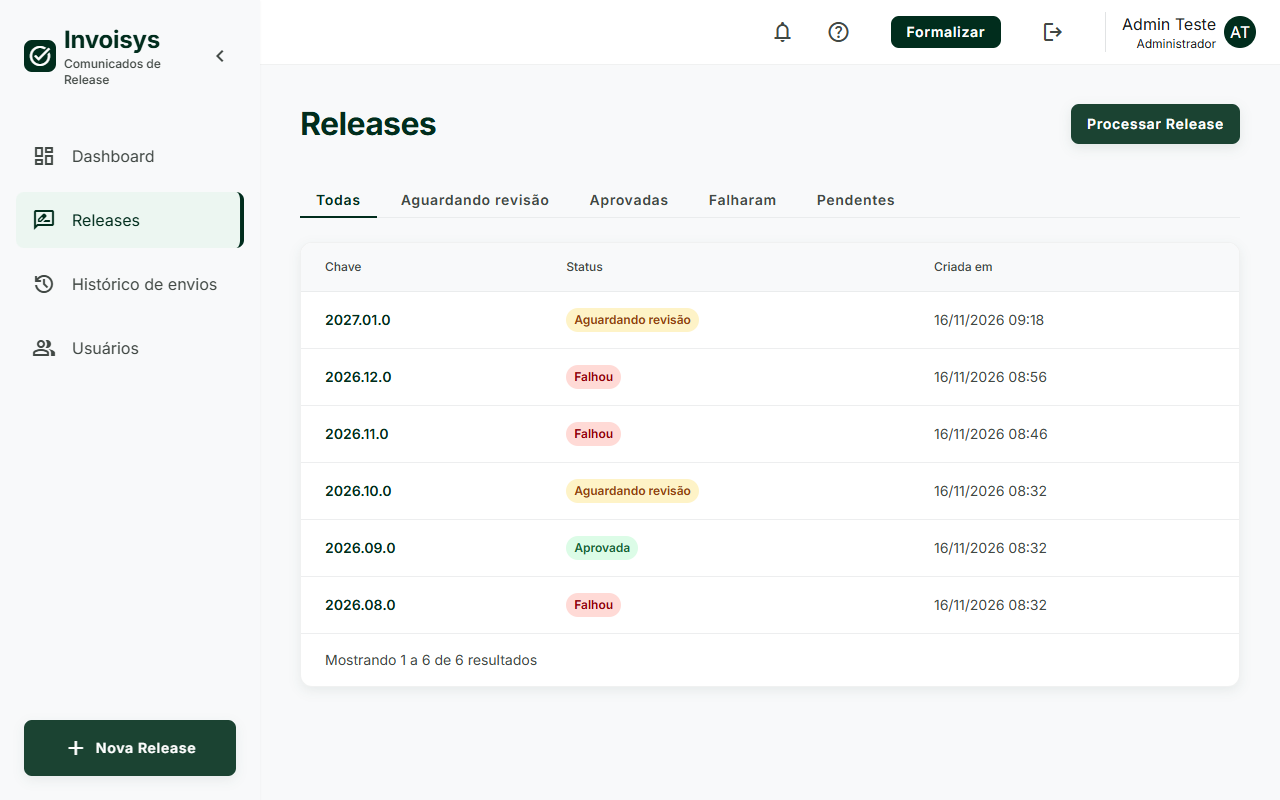 Invoisys
Comunicados de
Release
Formalizar
Admin Teste
Administrador
AT
Dashboard
Releases
Histórico de envios
Usuários
Nova Release
Releases
Processar Release
Todas Aguardando revisão Aprovadas Falharam Pendentes
Chave Status Criada em
2027.01.0 Aguardando revisão 16/11/2026 09:18
2026.12.0 Falhou 16/11/2026 08:56
2026.11.0 Falhou 16/11/2026 08:46
2026.10.0 Aguardando revisão 16/11/2026 08:32
2026.09.0 Aprovada 16/11/2026 08:32
2026.08.0 Falhou 16/11/2026 08:32
Mostrando 1 a 6 de 6 resultados